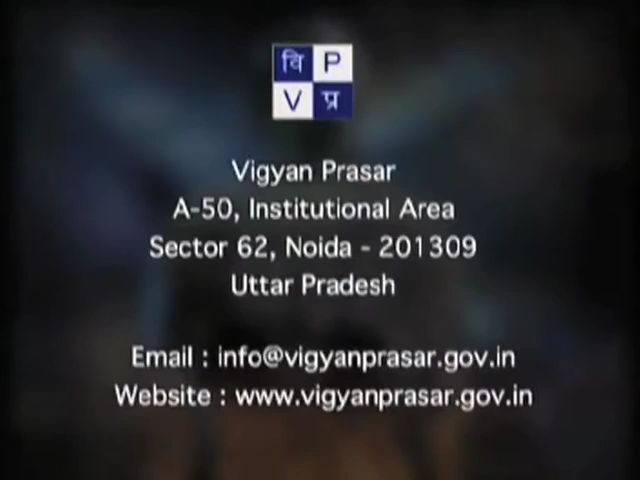 वि P
V प्र
Vigyan Prasar
A-50, Institutional Area
Sector 62, Noida - 201309
Uttar Pradesh
Email : info@vigyanprasar.gov.in
Website : www.vigyanprasar.gov.in